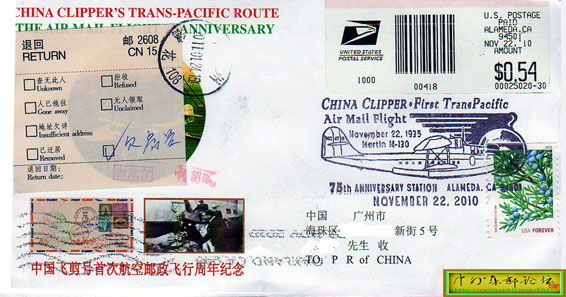 CHINA CLIPPER'S TRANS-PACIFIC ROUTE
THE AIR MAIL FLIGHT ANNIVERSARY
退回 邮 2608
RETURN CN 15
查无此人
Unknown
拒收
Refused
人已他往
Gone away
无人领取
Unclaimed
地址欠详
Insufficient address
已迁居
Removed
退回日期:
Return date:
UNITED STATES
POSTAL SERVICE
1000 00418
U.S. POSTAGE
PAID
ALAMEDA, CA
94501
NOV 22, 10
AMOUNT
$0.54
00025020-30
CHINA CLIPPER • First TransPacific
Air Mail Flight
November 22, 1935
Martin M-130
75th ANNIVERSARY STATION ALAMEDA, CA 94501
NOVEMBER 22, 2010
USA FOREVER
中国 广州市
海珠区 新街5号
先生 收
To: P R of CHINA
中国飞剪号首次航空邮政飞行周年纪念